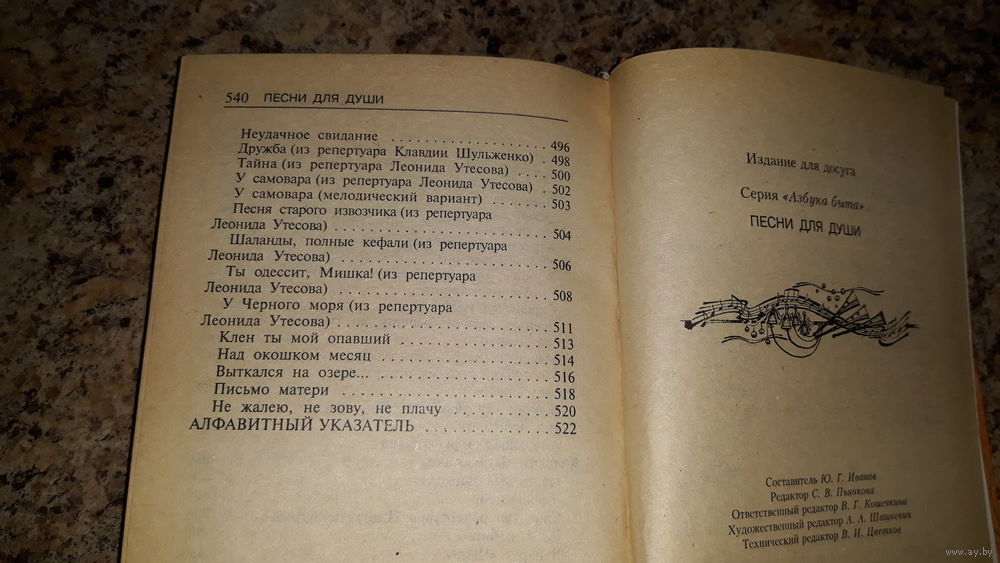 540 ПЕСНИ ДЛЯ ДУШИ
Неудачное свидание . . . . . . . . . . . . . . . . 496
Дружба (из репертуара Клавдии Шульженко) . 498
Тайна (из репертуара Леонида Утесова) . . . . 500
У самовара (из репертуара Леонида Утесова) . 502
У самовара (мелодический вариант) . . . . . . . 503
Песня старого извозчика (из репертуара
Леонида Утесова) . . . . . . . . . . . . . . . . . . 504
Шаланды, полные кефали (из репертуара
Леонида Утесова) . . . . . . . . . . . . . . . . . . 506
Ты одессит, Мишка! (из репертуара
Леонида Утесова) . . . . . . . . . . . . . . . . . . 508
У Черного моря (из репертуара
Леонида Утесова) . . . . . . . . . . . . . . . . . . 511
Клен ты мой опавший . . . . . . . . . . . . . . . 513
Над окошком месяц . . . . . . . . . . . . . . . . 514
Выткался на озере... . . . . . . . . . . . . . . . . 516
Письмо матери . . . . . . . . . . . . . . . . . . . 518
Не жалею, не зову, не плачу . . . . . . . . . . . 520
АЛФАВИТНЫЙ УКАЗАТЕЛЬ . . . . . . . . . . . . 522
Издание для досуга
Серия «Азбука быта»
ПЕСНИ ДЛЯ ДУШИ
Составитель Ю. Г. Иванов
Редактор С. В. Пьянкова
Ответственный редактор В. Г. Кошечкина
Художественный редактор А. А. Шашкевич
Технический редактор В. И. Цветков
www.ay.by